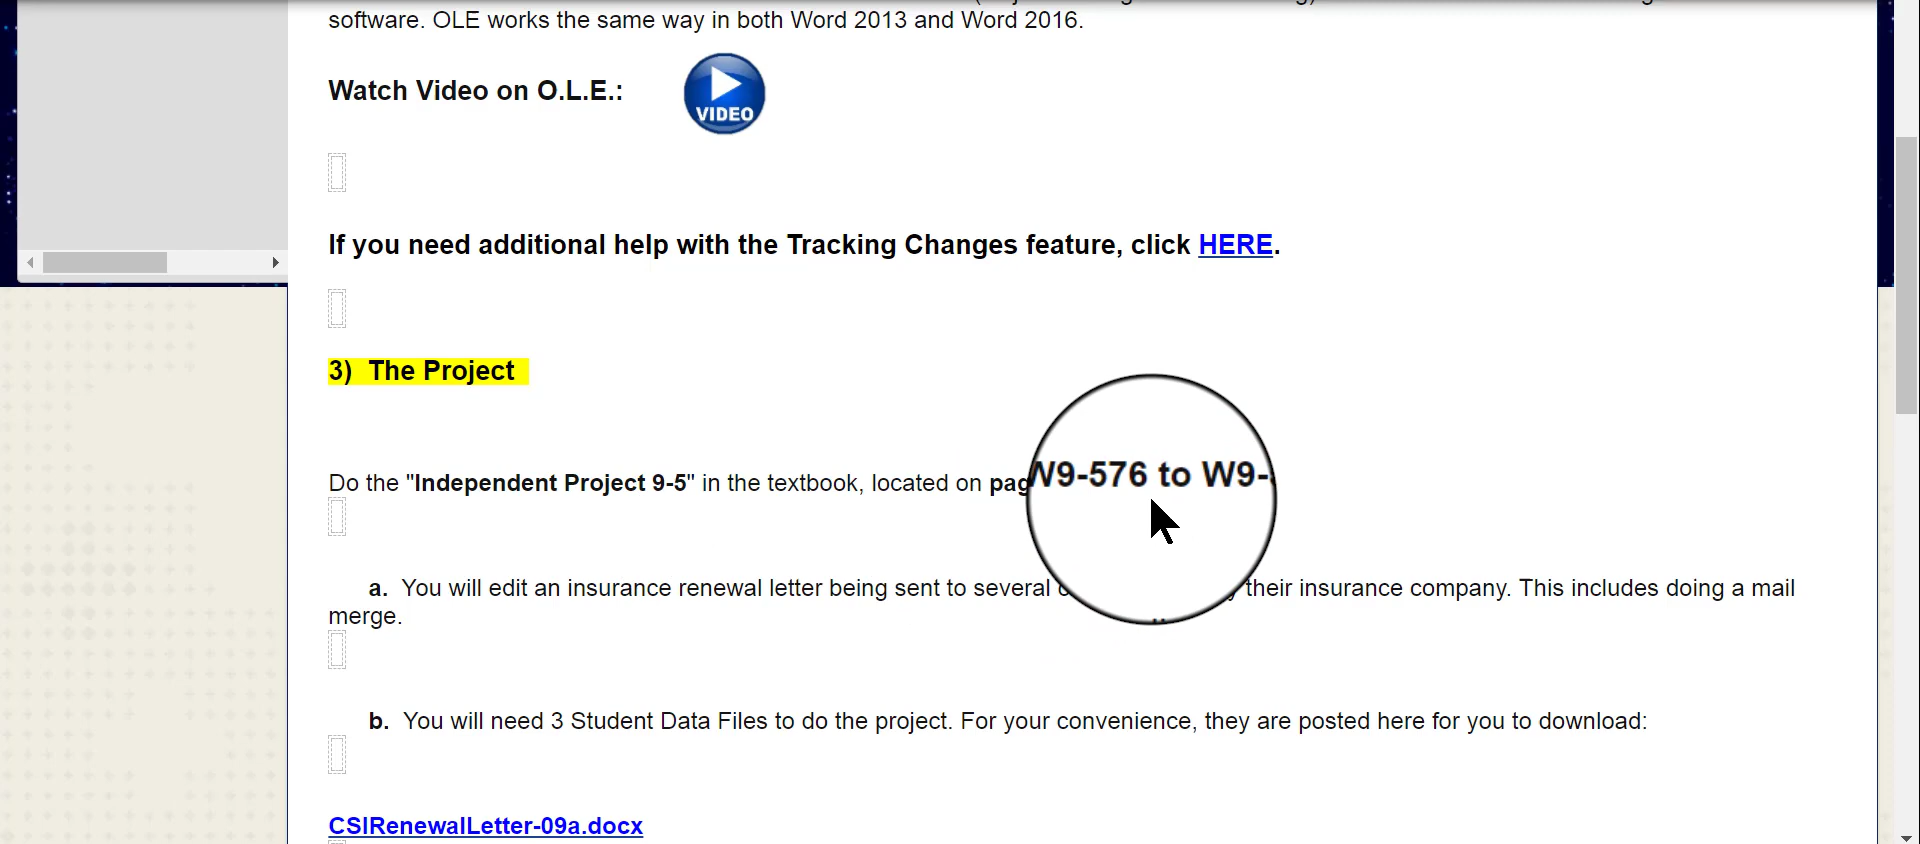 software. OLE works the same way in both Word 2013 and Word 2016.
Watch Video on O.L.E.:
VIDEO
If you need additional help with the Tracking Changes feature, click HERE.
3) The Project
Do the "Independent Project 9-5" in the textbook, located on pag W9-576 to W9-
a. You will edit an insurance renewal letter being sent to several their insurance company. This includes doing a mail
merge.
b. You will need 3 Student Data Files to do the project. For your convenience, they are posted here for you to download:
CSIRenewalLetter-09a.docx